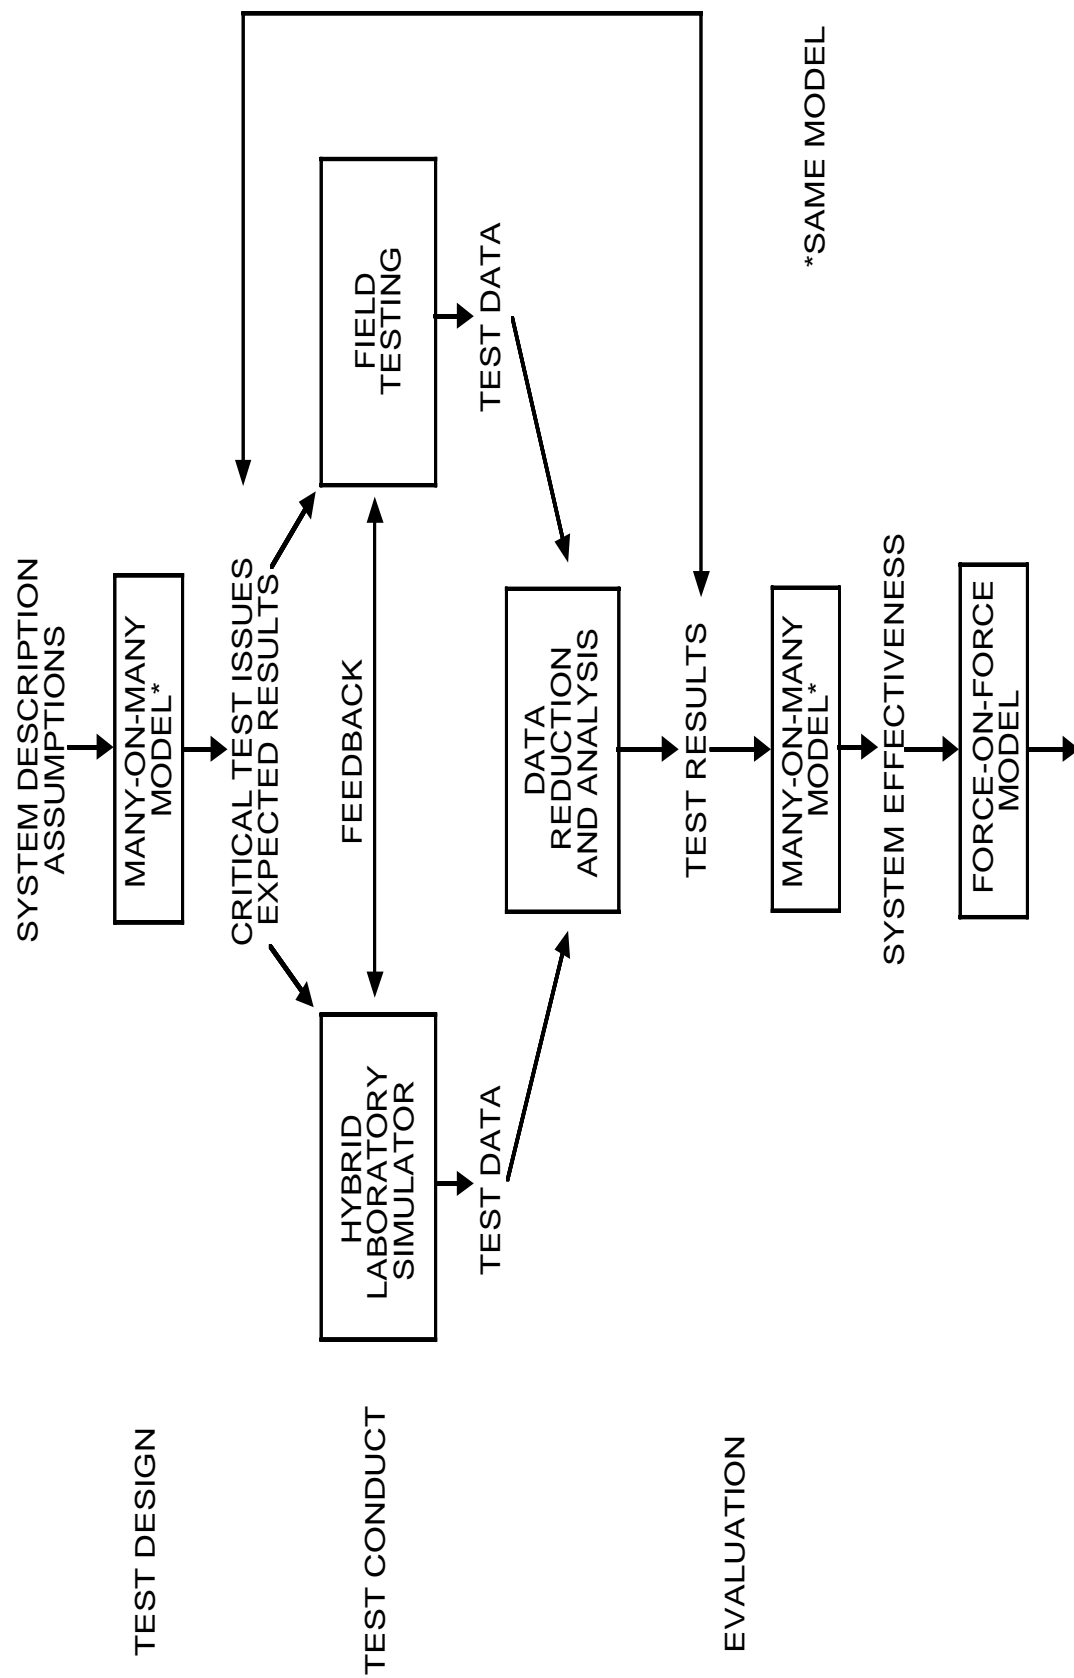 TEST DESIGN
SYSTEM DESCRIPTION
ASSUMPTIONS
MANY-ON-MANY
MODEL*
CRITICAL TEST ISSUES
EXPECTED RESULTS
TEST CONDUCT
HYBRID
LABORATORY
SIMULATOR
FEEDBACK
FIELD
TESTING
TEST DATA
TEST DATA
DATA
REDUCTION
AND ANALYSIS
EVALUATION
TEST RESULTS
MANY-ON-MANY
MODEL*
*SAME MODEL
SYSTEM EFFECTIVENESS
FORCE-ON-FORCE
MODEL